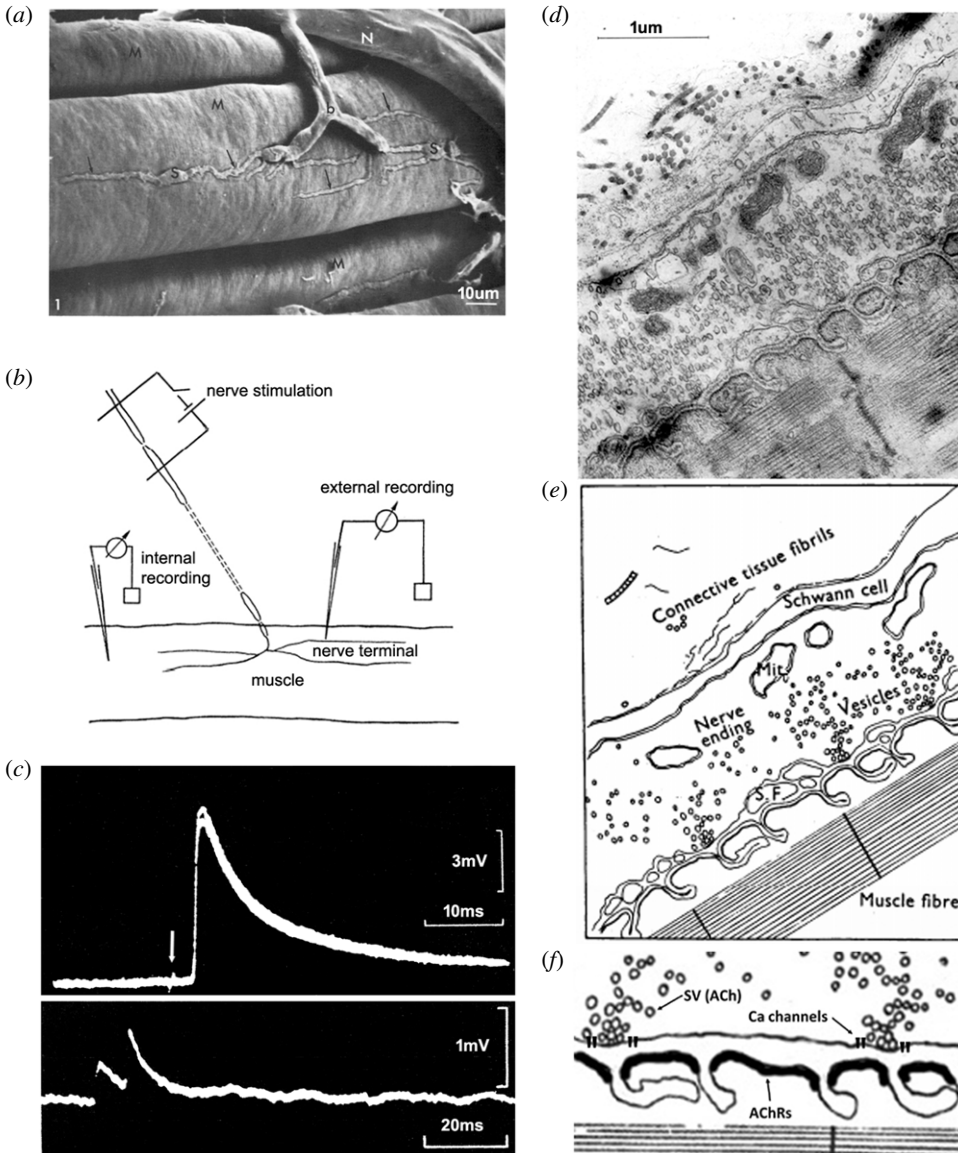 (a)
M
N
M
b
S
S
M
1
10um
(b)
nerve stimulation
external recording
internal
recording
nerve terminal
muscle
(c)
3mV
10ms
1mV
20ms
(d)
1um
(e)
Connective tissue fibrils
Schwann cell
Mit.
Vesicles
Nerve
ending
S.F.
Muscle fibre
(f)
SV (ACh)
Ca channels
AChRs